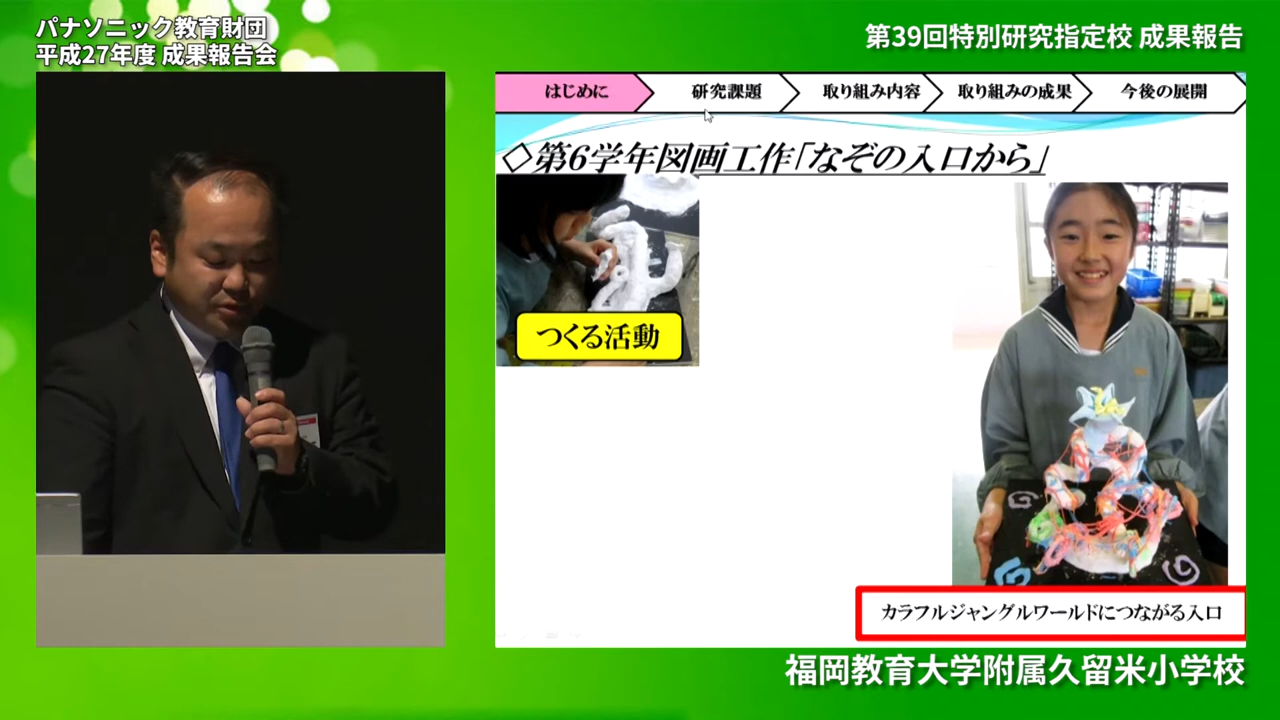 パナソニック教育財団
平成27年度 成果報告会
第39回特別研究指定校 成果報告
はじめに
研究課題
取り組み内容
取り組みの成果
今後の展開
◇第6学年図画工作「なぞの入口から」
つくる活動
カラフルジャングルワールドにつながる入口
福岡教育大学附属久留米小学校